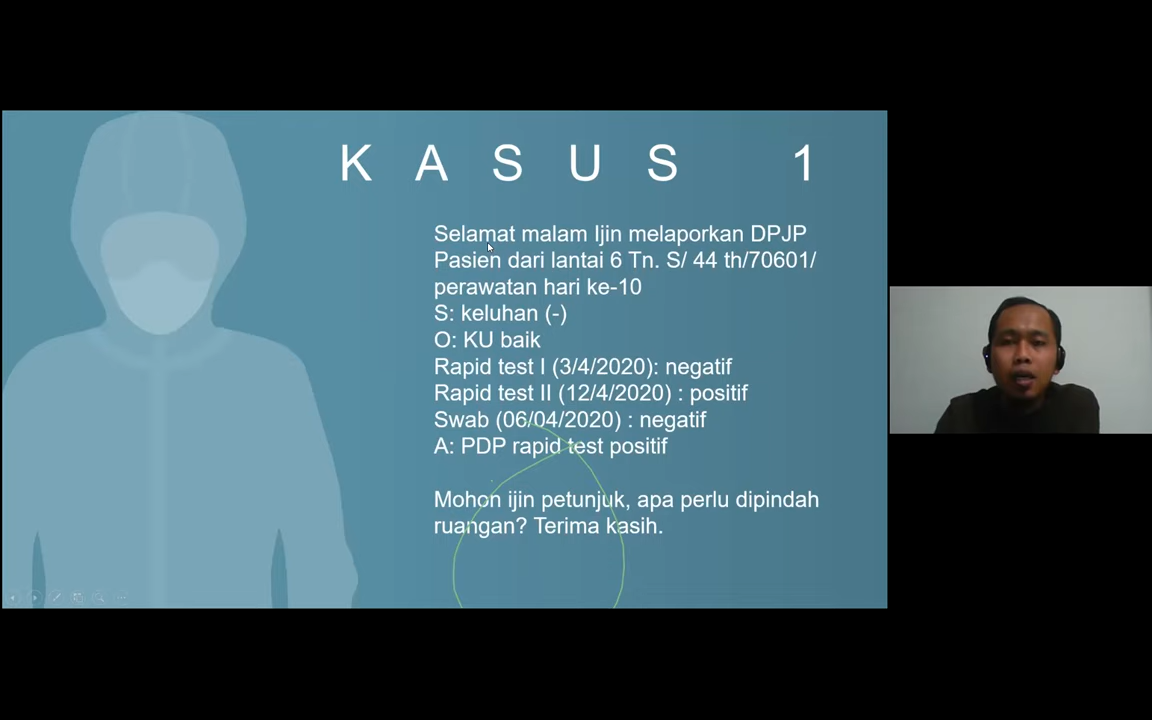 KASUS 1
Selamat malam Ijin melaporkan DPJP
Pasien dari lantai 6 Tn. S/ 44 th/70601/
perawatan hari ke-10
S: keluhan (-)
O: KU baik
Rapid test I (3/4/2020): negatif
Rapid test II (12/4/2020) : positif
Swab (06/04/2020) : negatif
A: PDP rapid test positif
Mohon ijin petunjuk, apa perlu dipindah
ruangan? Terima kasih.